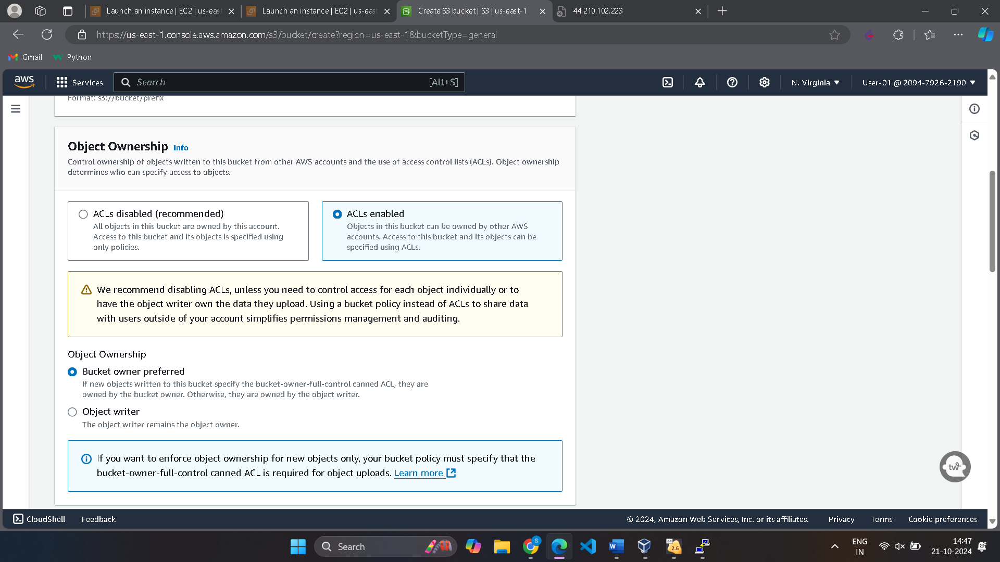 Launch an instance | EC2 | us-east
Launch an instance | EC2 | us-east
Create S3 bucket | S3 | us-east-1
44.210.102.223
https://us-east-1.console.aws.amazon.com/s3/bucket/create?region=us-east-1&bucketType=general
Gmail
Python
aws
Services
Search
[Alt+S]
N. Virginia
User-01 @ 2094-7926-2190
Format: s3://bucket/prefix
Object Ownership Info
Control ownership of objects written to this bucket from other AWS accounts and the use of access control lists (ACLs). Object ownership
determines who can specify access to objects.
ACLs disabled (recommended)
All objects in this bucket are owned by this account.
Access to this bucket and its objects is specified using
only policies.
ACLs enabled
Objects in this bucket can be owned by other AWS
accounts. Access to this bucket and its objects can be
specified using ACLs.
We recommend disabling ACLs, unless you need to control access for each object individually or to
have the object writer own the data they upload. Using a bucket policy instead of ACLs to share data
with users outside of your account simplifies permissions management and auditing.
Object Ownership
Bucket owner preferred
If new objects written to this bucket specify the bucket-owner-full-control canned ACL, they are
owned by the bucket owner. Otherwise, they are owned by the object writer.
Object writer
The object writer remains the object owner.
If you want to enforce object ownership for new objects only, your bucket policy must specify that the
bucket-owner-full-control canned ACL is required for object uploads. Learn more
CloudShell
Feedback
© 2024, Amazon Web Services, Inc. or its affiliates.
Privacy
Terms
Cookie preferences
Search
S
W
64
2.6
ENG
IN
14:47
21-10-2024